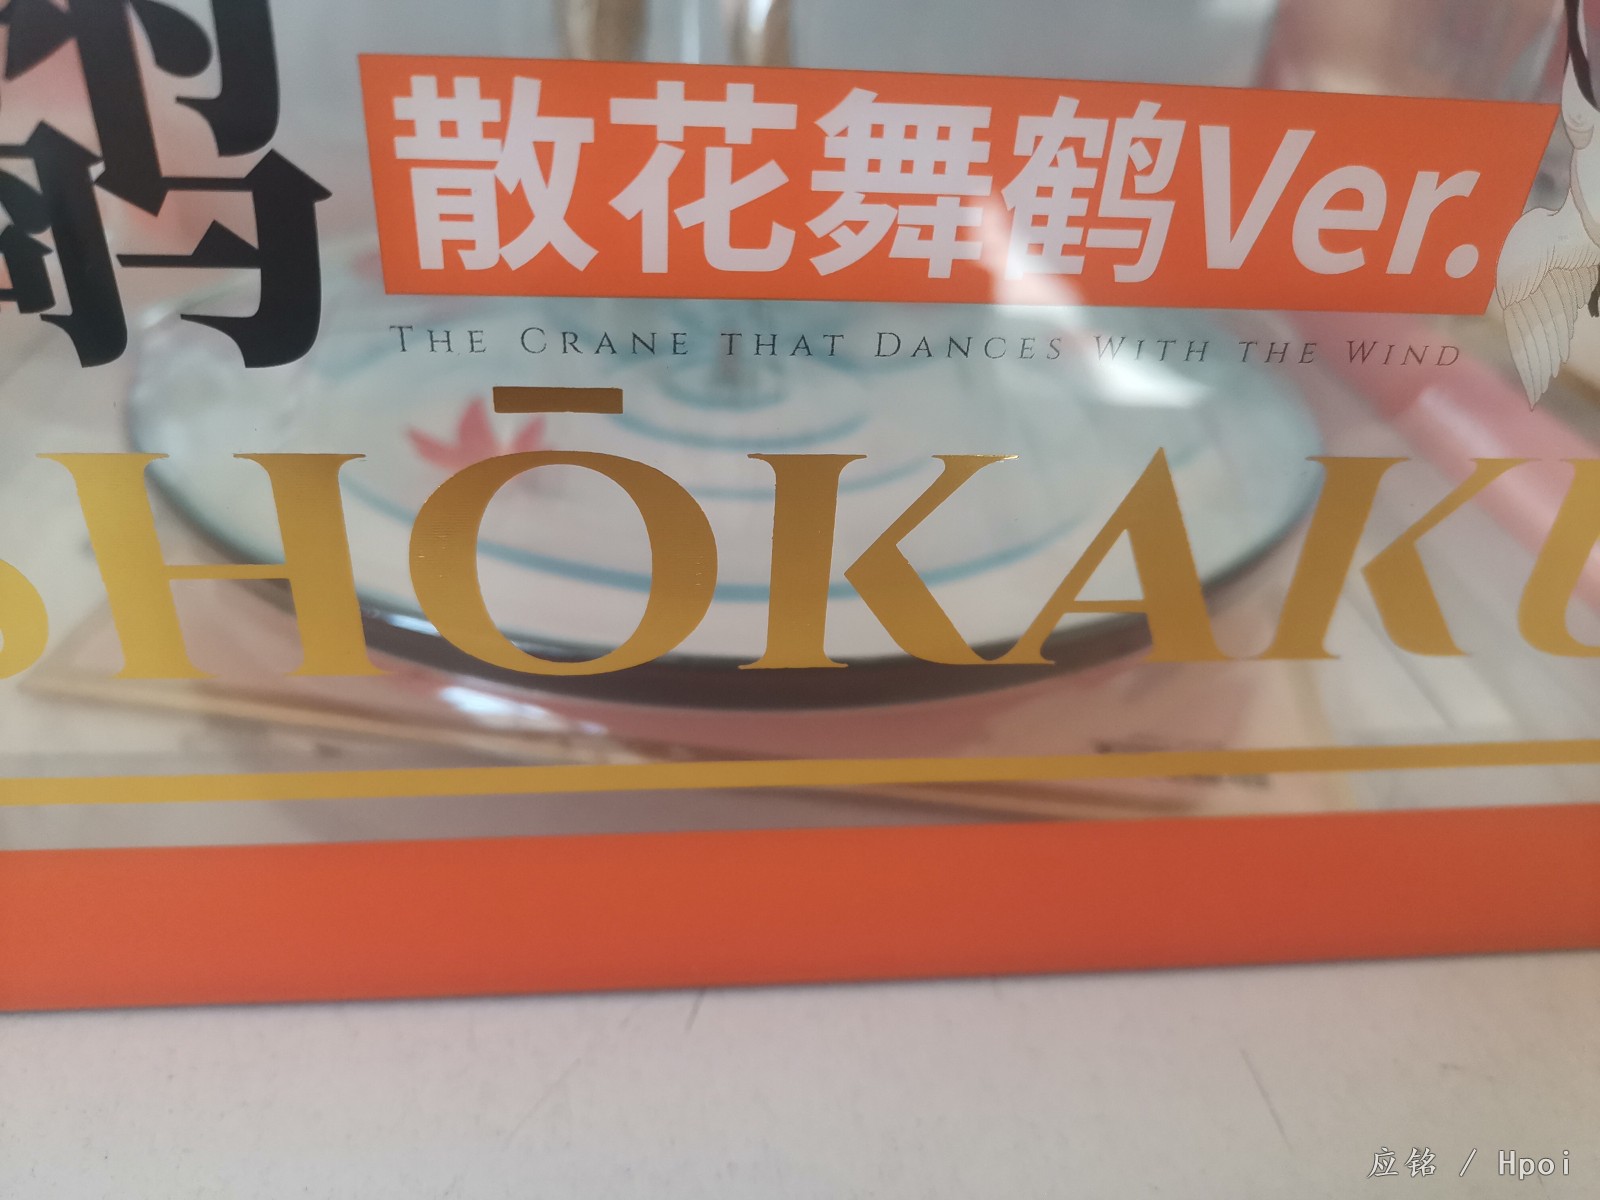 散花舞鹤Ver.
THE CRANE THAT DANCES WITH THE WIND
SHŌKAKU
应铭 / Hpoi